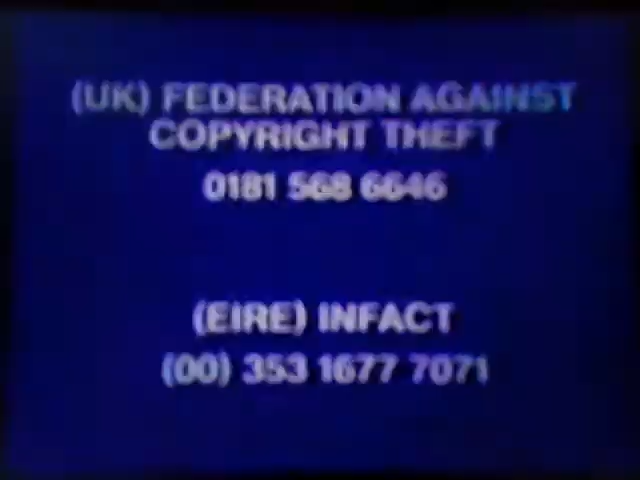 (UK) FEDERATION AGAINST
COPYRIGHT THEFT
0181 568 6646
(EIRE) INFACT
(00) 353 1677 7071